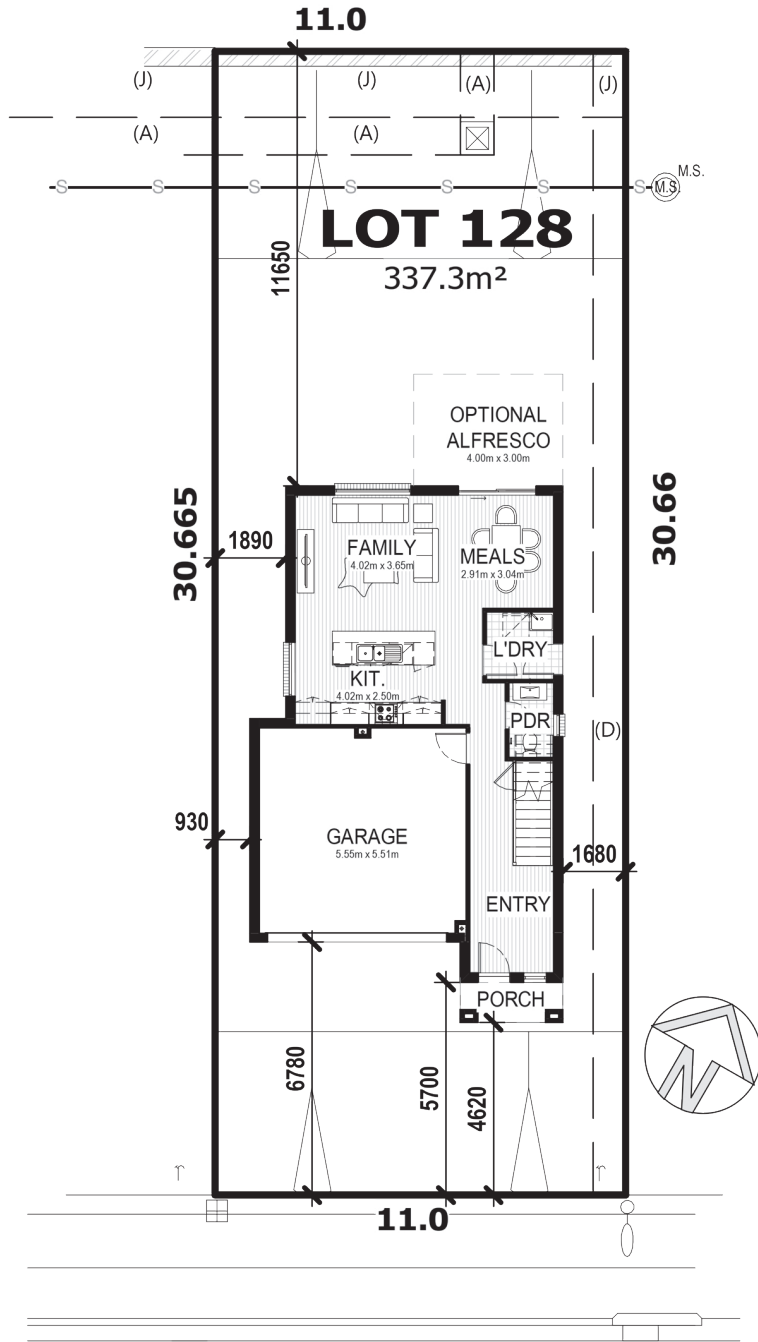 11.0
(J) (J) (A) (J)
(A) (A)
M.S.
S S S S S S S M.S.
LOT 128
337.3m²
11650
OPTIONAL
ALFRESCO
4.00m x 3.00m
30.665
30.66
1890
FAMILY
4.02m x 3.65m
MEALS
2.91m x 3.04m
L'DRY
KIT.
4.02m x 2.50m
PDR
(D)
930
GARAGE
5.55m x 5.51m
1680
ENTRY
PORCH
6780
5700
4620
N
11.0